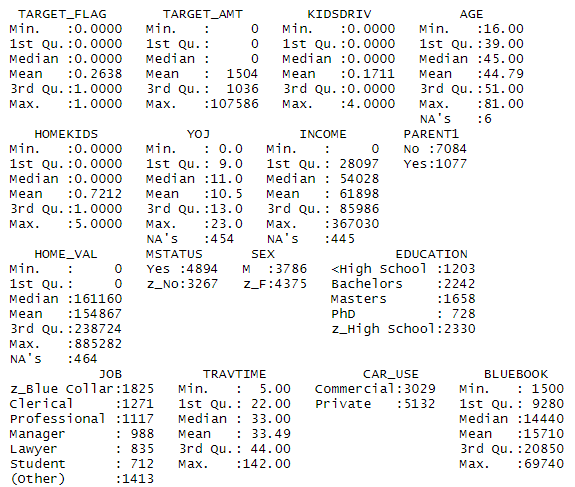 TARGET_FLAG TARGET_AMT KIDSDRIV AGE
Min. :0.0000 Min. : 0 Min. :0.0000 Min. :16.00
1st Qu.:0.0000 1st Qu.: 0 1st Qu.:0.0000 1st Qu.:39.00
Median :0.0000 Median : 0 Median :0.0000 Median :45.00
Mean :0.2638 Mean : 1504 Mean :0.1711 Mean :44.79
3rd Qu.:1.0000 3rd Qu.: 1036 3rd Qu.:0.0000 3rd Qu.:51.00
Max. :1.0000 Max. :107586 Max. :4.0000 Max. :81.00
NA's :6
HOMEKIDS YOJ INCOME PARENT1
Min. :0.0000 Min. : 0.0 Min. : 0 No :7084
1st Qu.:0.0000 1st Qu.: 9.0 1st Qu.: 28097 Yes:1077
Median :0.0000 Median :11.0 Median : 54028
Mean :0.7212 Mean :10.5 Mean : 61898
3rd Qu.:1.0000 3rd Qu.:13.0 3rd Qu.: 85986
Max. :5.0000 Max. :23.0 Max. :367030
NA's :454 NA's :445
HOME_VAL MSTATUS SEX EDUCATION
Min. : 0 Yes :4894 M :3786 <High School :1203
1st Qu.: 0 z_No:3267 z_F:4375 Bachelors :2242
Median :161160 Masters :1658
Mean :154867 PhD : 728
3rd Qu.:238724 z_High School:2330
Max. :885282
NA's :464
JOB TRAVTIME CAR_USE BLUEBOOK
z_Blue Collar:1825 Min. : 5.00 Commercial:3029 Min. : 1500
Clerical :1271 1st Qu.: 22.00 Private :5132 1st Qu.: 9280
Professional :1117 Median : 33.00 Median :14440
Manager : 988 Mean : 33.49 Mean :15710
Lawyer : 835 3rd Qu.: 44.00 3rd Qu.:20850
Student : 712 Max. :142.00 Max. :69740
(Other) :1413